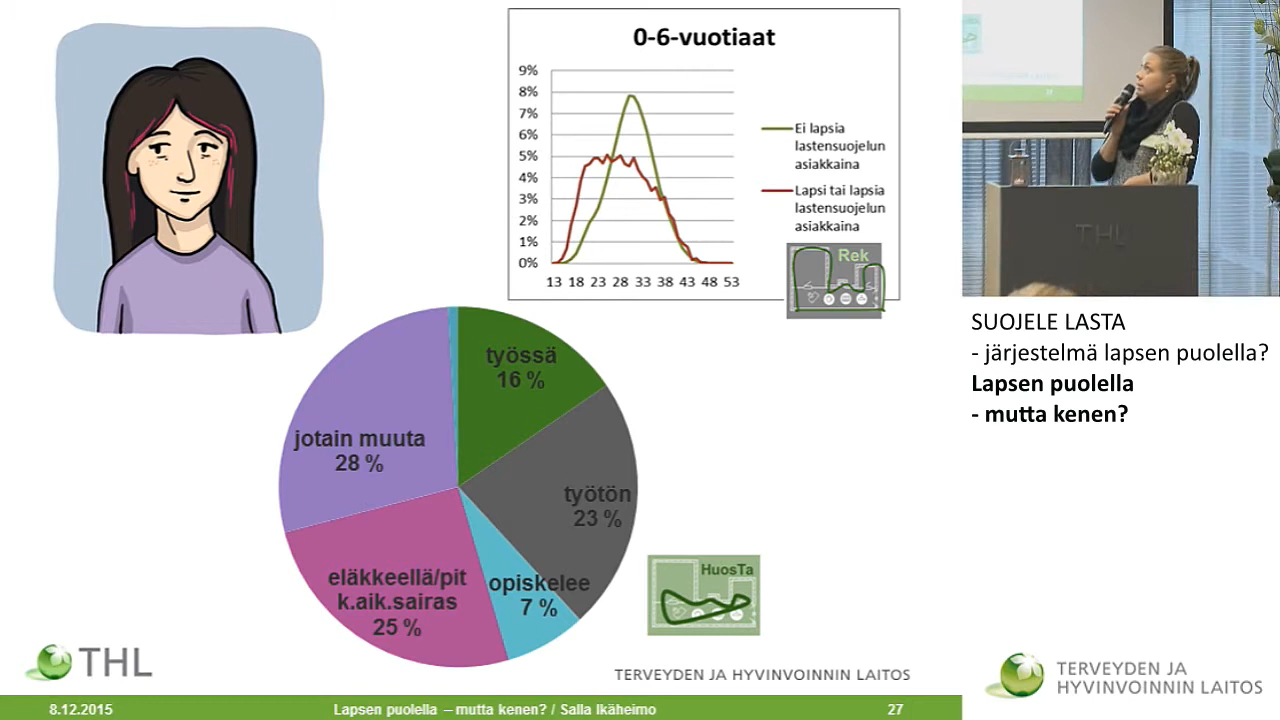 0-6-vuotiaat
9%
8%
7%
6%
5%
4%
3%
2%
1%
0%
13 18 23 28 33 38 43 48 53
Ei lapsia
lastensuojelun
asiakkaina
Lapsi tai lapsia
lastensuojelun
asiakkaina
Rek
työssä
16 %
jotain muuta
28 %
työtön
23 %
eläkkeellä/pit
k.aik.sairas
25 %
opiskelee
7 %
HuosTa
THL
TERVEYDEN JA HYVINVOINNIN LAITOS
8.12.2015
Lapsen puolella – mutta kenen? / Salla Ikäheimo
27
THL
SUOJELE LASTA
- järjestelmä lapsen puolella?
Lapsen puolella
- mutta kenen?
TERVEYDEN JA
HYVINVOINNIN LAITOS